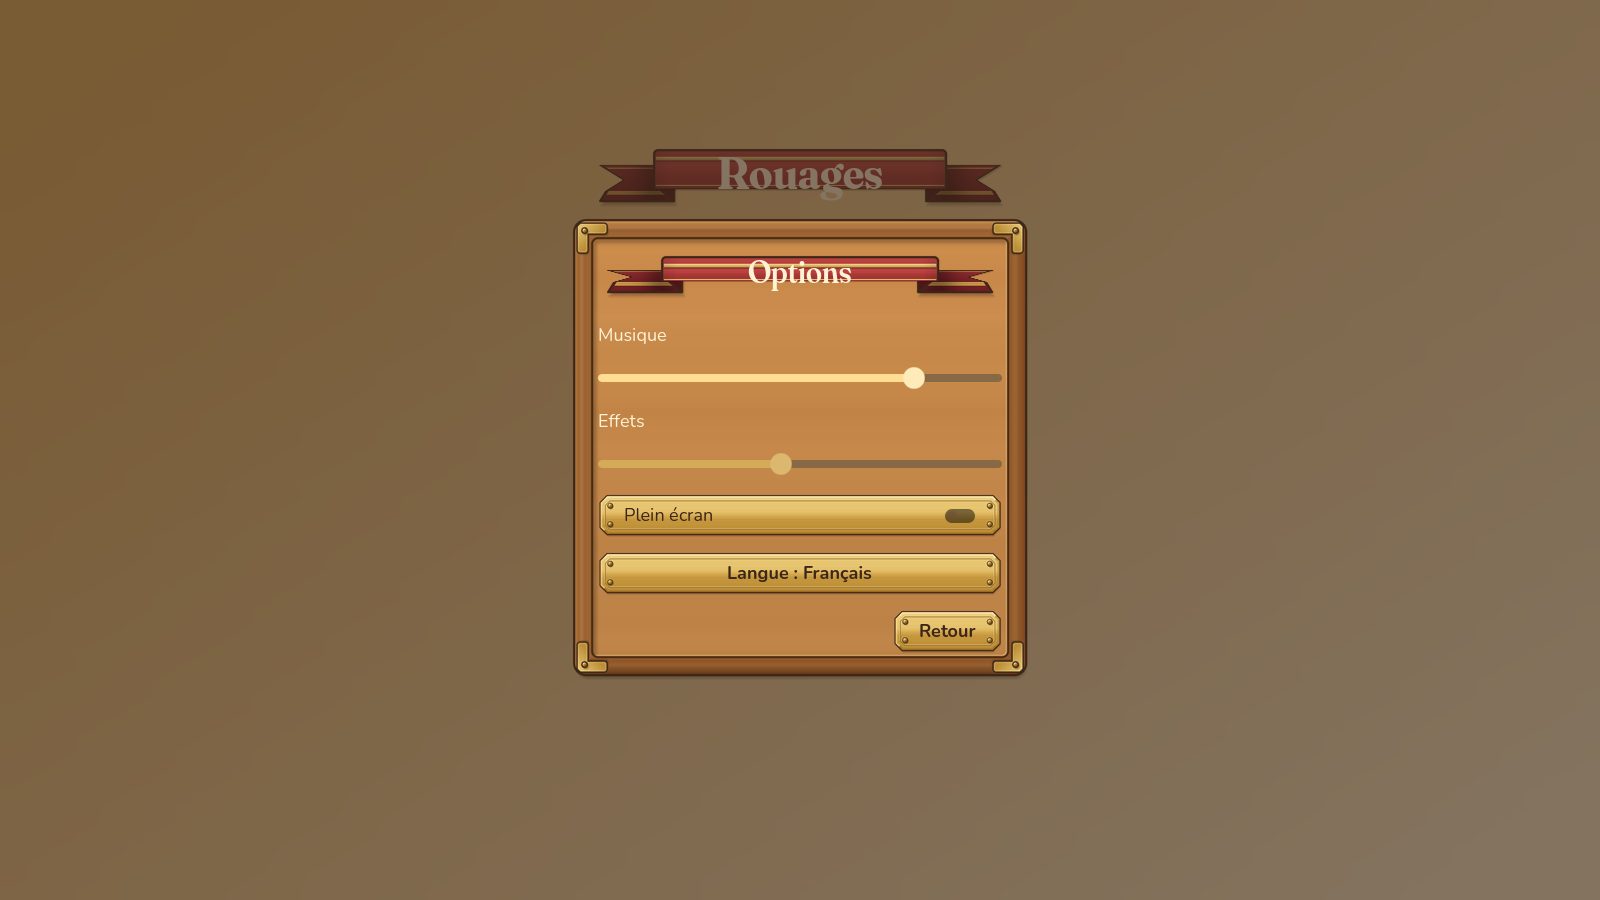 Rouages
Options
Musique
Effets
Plein écran
Langue : Français
Retour